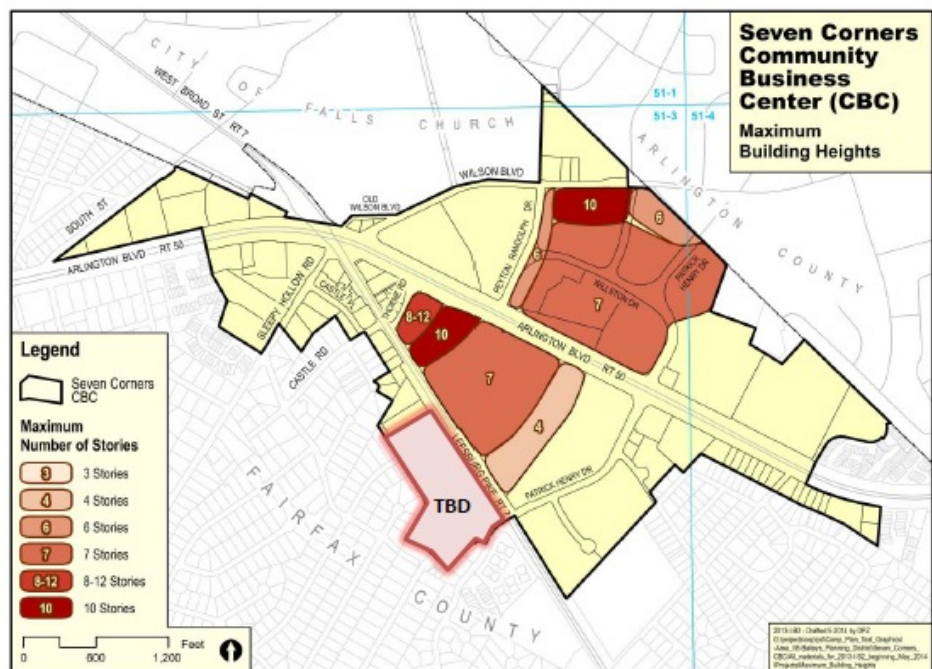 Seven Corners
Community
Business
Center (CBC)
Maximum
Building Heights
51-1
51-3
51-4
CITY OF FALLS CHURCH
ARLINGTON COUNTY
FAIRFAX COUNTY
WEST BROAD ST RT 7
SOUTH ST
ARLINGTON BLVD RT 50
OLD
WILSON BLVD
WILSON BLVD
PEYTON RANDOLPH DR
SLEEPY HOLLOW RD
CASTLE RD
THORNE RD
WILLSTON DR
PATRICK
HENRY DR
ARLINGTON BLVD RT 50
LEESBURG PIKE RT 7
PATRICK HENRY DR
10
6
6
7
8-12
10
7
4
TBD
Legend
Seven Corners
CBC
Maximum
Number of Stories
3 3 Stories
4 4 Stories
6 6 Stories
7 7 Stories
8-12 8-12 Stories
10 10 Stories
0 600 1,200 Feet